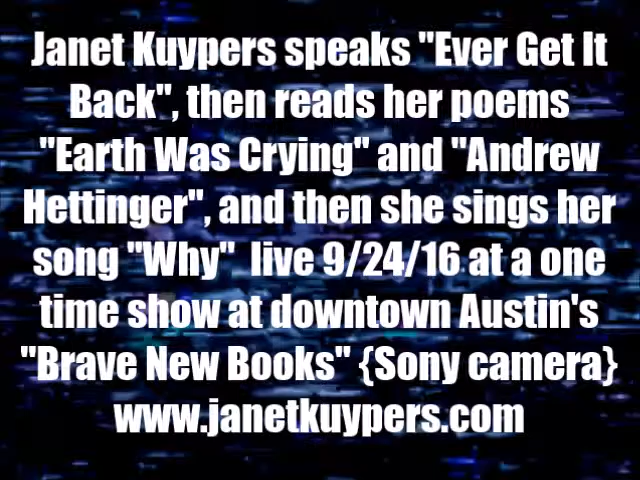 Janet Kuypers speaks "Ever Get It
Back", then reads her poems
"Earth Was Crying" and "Andrew
Hettinger", and then she sings her
song "Why"  live 9/24/16 at a one
time show at downtown Austin's
"Brave New Books" {Sony camera}
www.janetkuypers.com